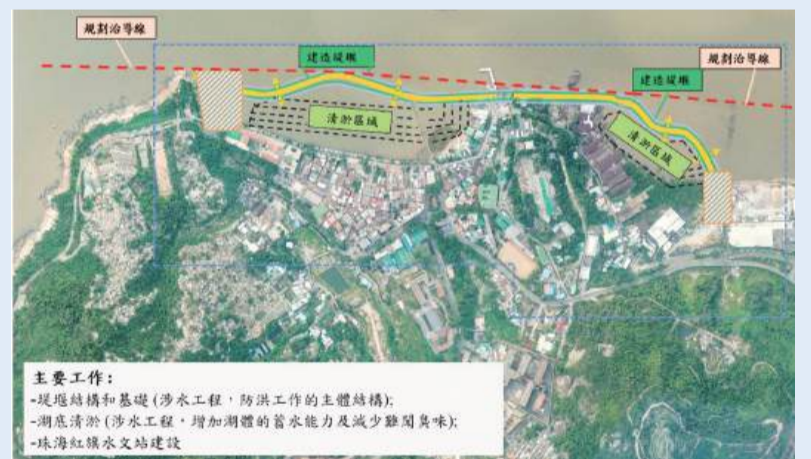 規劃治導線
建造堤堰
規劃治導線
建造堤堰
清淤區域
清淤區域
主要工作：
-堤堰結構和基礎(涉水工程，防洪工作的主體結構);
-湖底清淤(涉水工程，增加湖體的蓄水能力及減少難聞臭味);
-珠海紅旗水文站建設